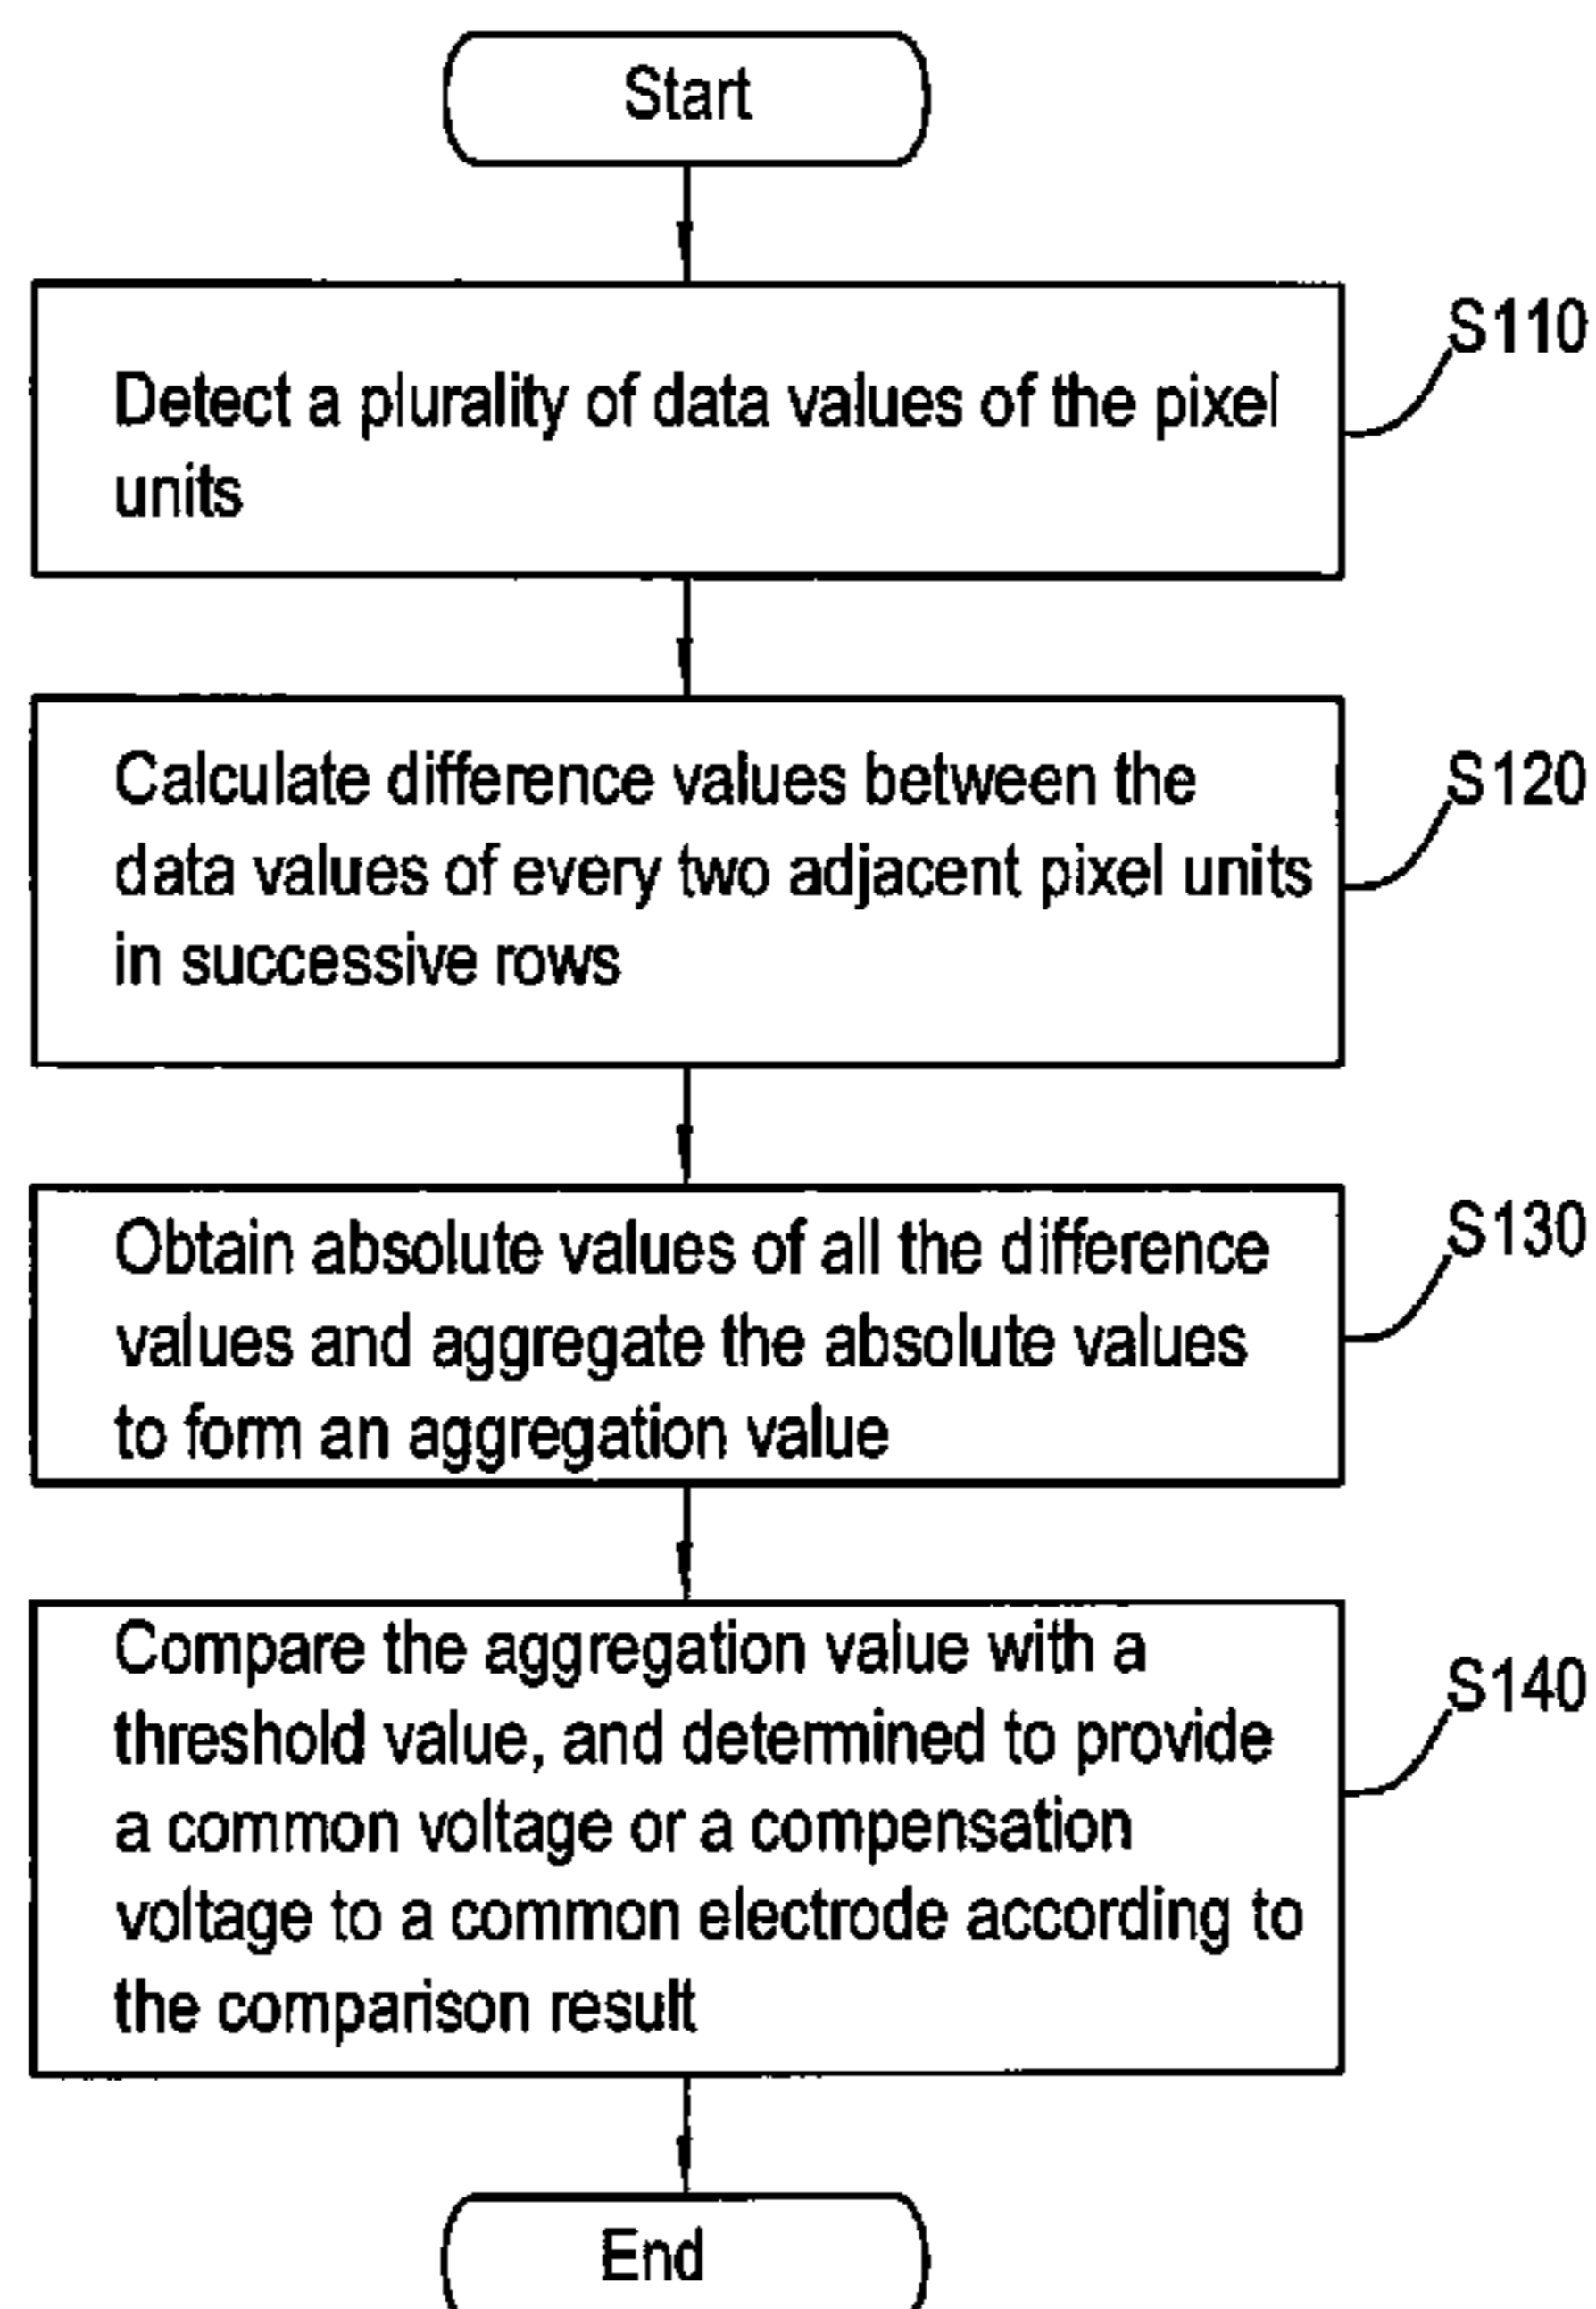 Start
S110
Detect a plurality of data values of the pixel
units
S120
Calculate difference values between the
data values of every two adjacent pixel units
in successive rows
S130
Obtain absolute values of all the difference
values and aggregate the absolute values
to form an aggregation value
S140
Compare the aggregation value with a
threshold value, and determined to provide
a common voltage or a compensation
voltage to a common electrode according to
the comparison result
End